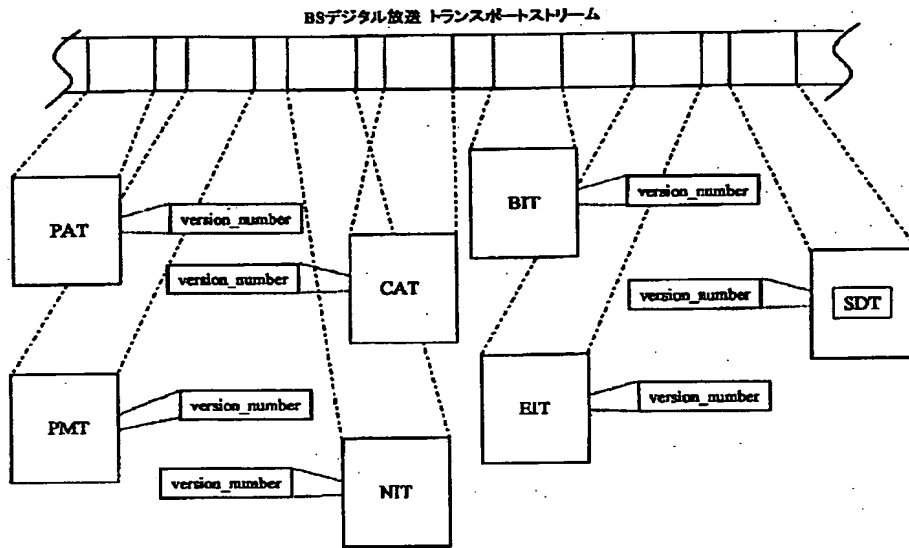 BSデジタル放送 トランスポートストリーム
PAT
version_number
BIT
version_number
version_number
CAT
version_number
SDT
PMT
version_number
EIT
version_number
version_number
NIT